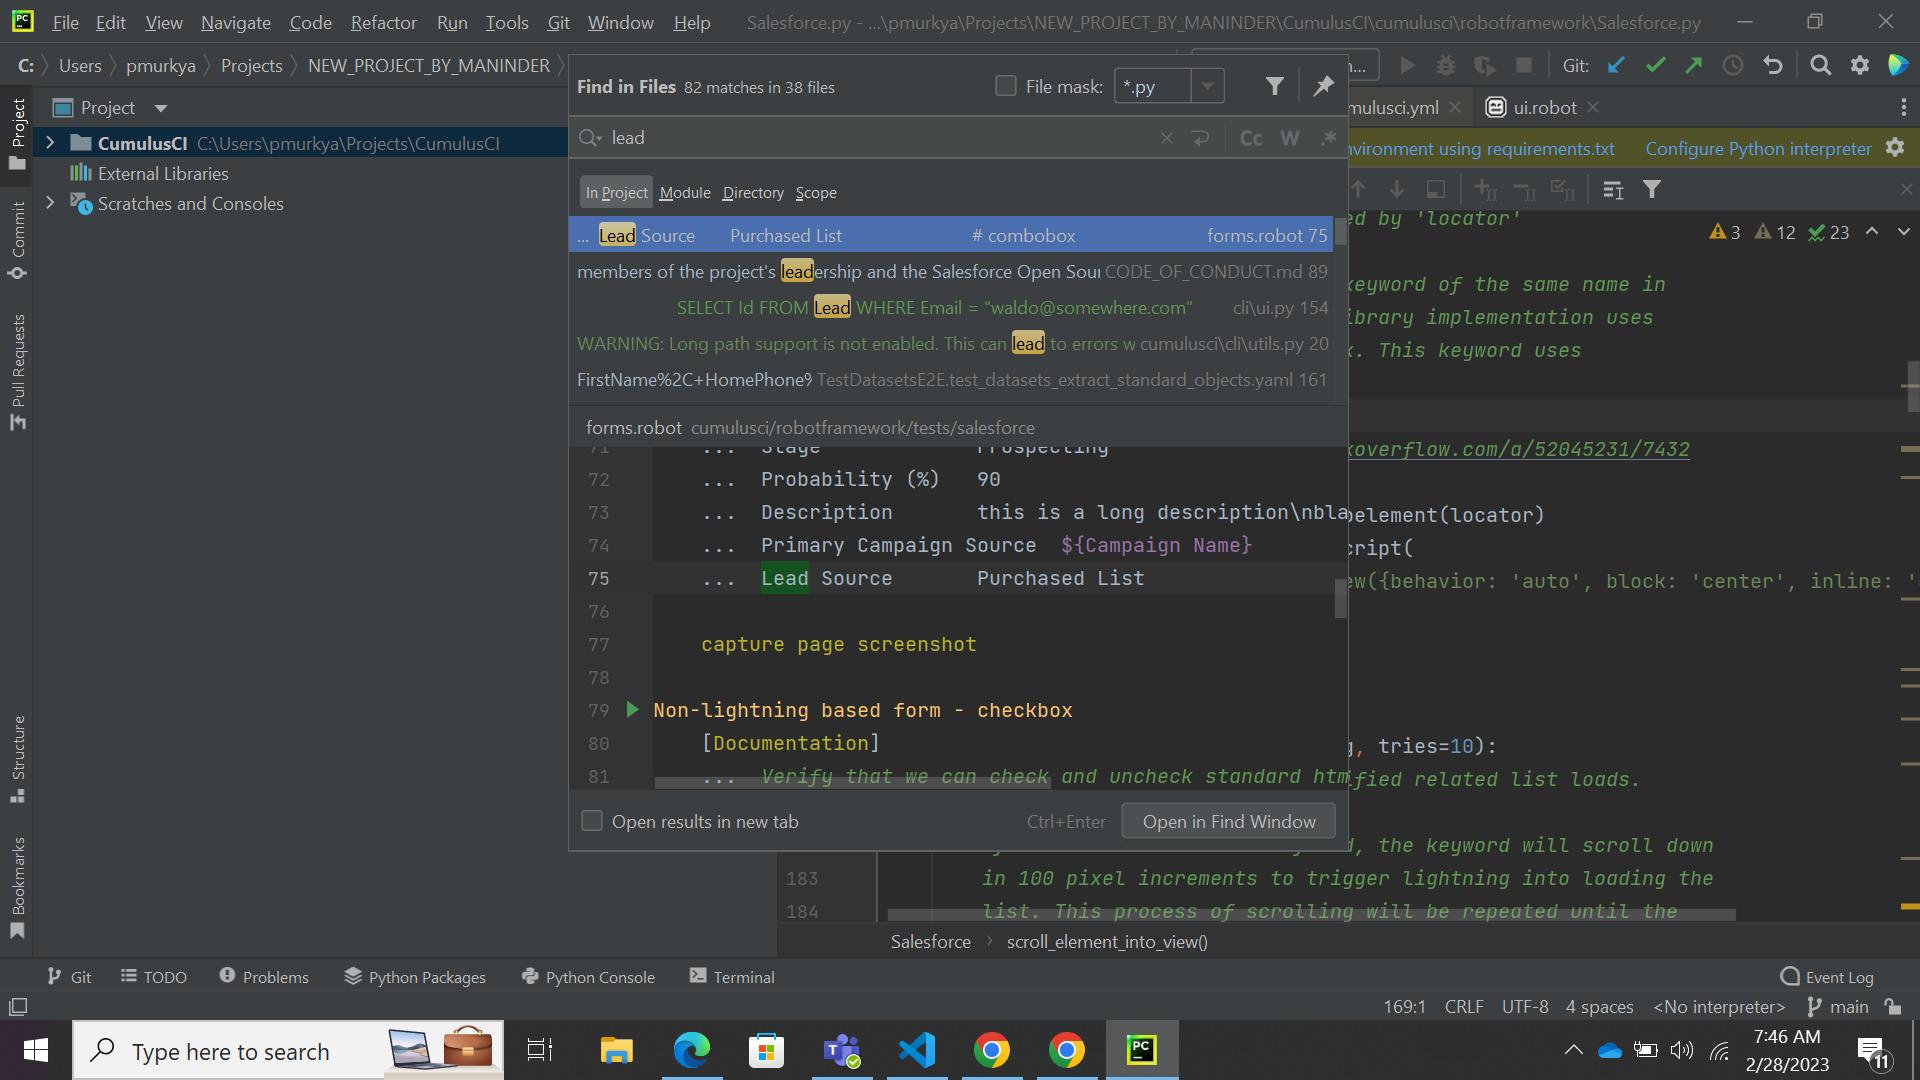 PC File Edit View Navigate Code Refactor Run Tools Git Window Help Salesforce.py - ...\pmurkya\Projects\NEW_PROJECT_BY_MANINDER\CumulusCI\cumulusci\robotframework\Salesforce.py
C: Users pmurkya Projects NEW_PROJECT_BY_MANINDER
Git:
Project
mulusci.yml
ui.robot
CumulusCI C:\Users\pmurkya\Projects\CumulusCI
External Libraries
Scratches and Consoles
Project
Commit
Pull Requests
Structure
Bookmarks
Find in Files 82 matches in 38 files
File mask: *.py
lead
Cc W .*
In Project Module Directory Scope
... Lead Source Purchased List # combobox forms.robot 75
members of the project's leadership and the Salesforce Open Sour CODE_OF_CONDUCT.md 89
SELECT Id FROM Lead WHERE Email = "waldo@somewhere.com" cli\ui.py 154
WARNING: Long path support is not enabled. This can lead to errors w cumulusci\cli\utils.py 20
FirstName%2C+HomePhone% TestDatasetsE2E.test_datasets_extract_standard_objects.yaml 161
forms.robot cumulusci/robotframework/tests/salesforce
71 ... Stage Prospecting
72 ... Probability (%) 90
73 ... Description this is a long description\nbla
74 ... Primary Campaign Source ${Campaign Name}
75 ... Lead Source Purchased List
76
77 capture page screenshot
78
79 Non-lightning based form - checkbox
80 [Documentation]
81 ... Verify that we can check and uncheck standard htm
Open results in new tab
Ctrl+Enter
Open in Find Window
nvironment using requirements.txt Configure Python interpreter
ed by 'locator'
3 12 23
keyword of the same name in
ibrary implementation uses
x. This keyword uses
koverflow.com/a/52045231/7432
belement(locator)
cript(
ew({behavior: 'auto', block: 'center', inline: '
g, tries=10):
ified related list loads.
d, the keyword will scroll down
183 in 100 pixel increments to trigger lightning into loading the
184 list. This process of scrolling will be repeated until the
Salesforce scroll_element_into_view()
Git TODO Problems Python Packages Python Console Terminal
Event Log
169:1 CRLF UTF-8 4 spaces <No interpreter> main
Type here to search
PC
7:46 AM
2/28/2023
11